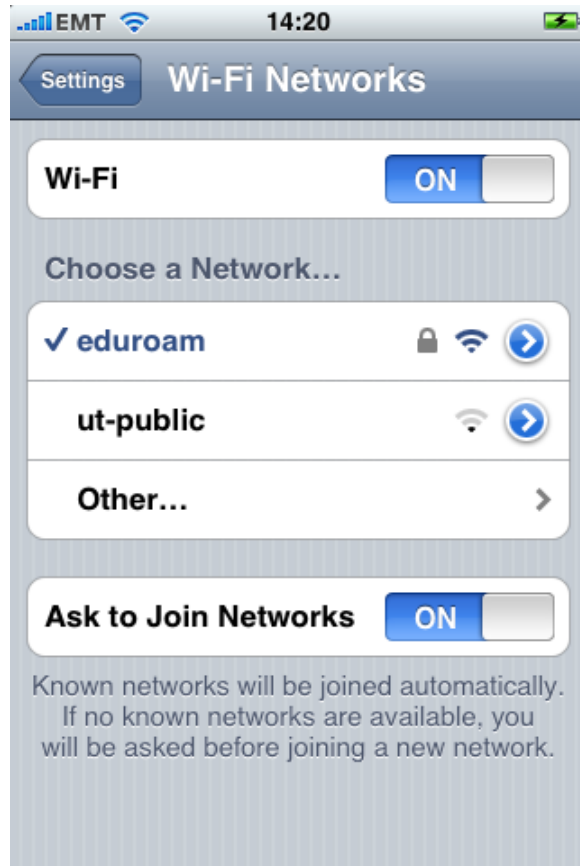 EMT 14:20
Settings Wi-Fi Networks
Wi-Fi ON
Choose a Network...
eduroam
ut-public
Other...
Ask to Join Networks ON
Known networks will be joined automatically.
If no known networks are available, you
will be asked before joining a new network.